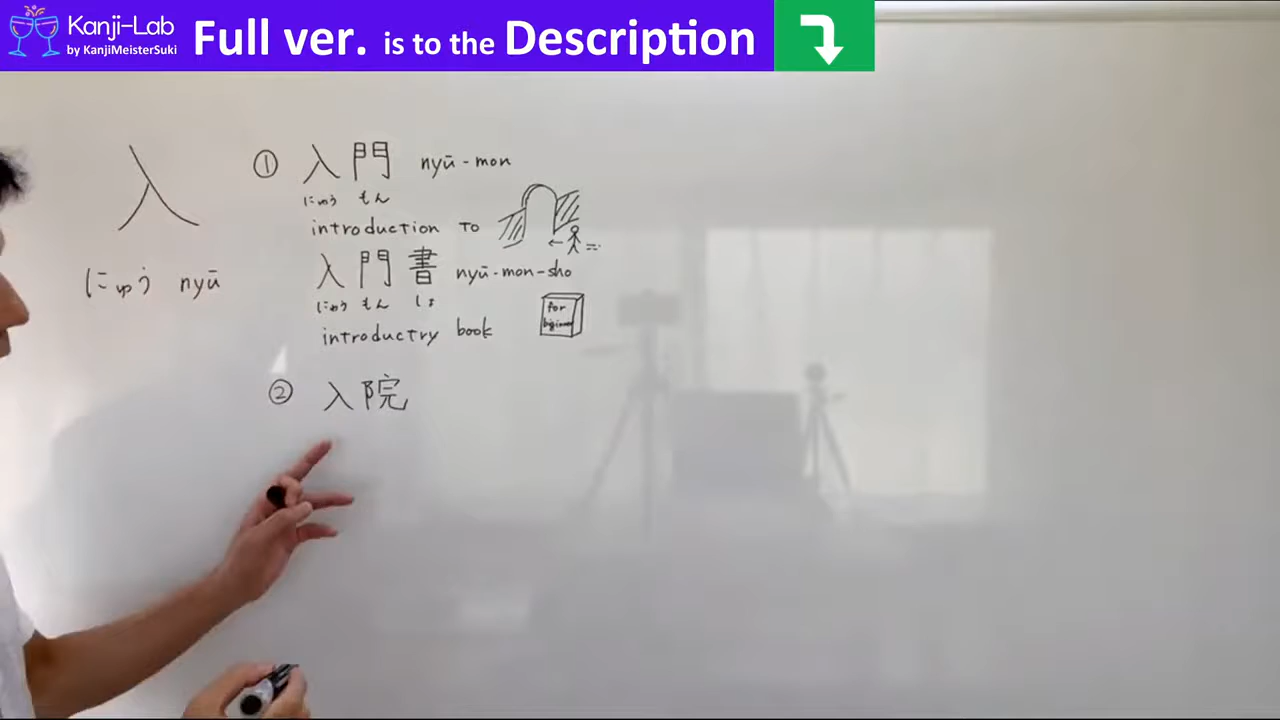 Kanji-Lab
by KanjiMeisterSuki
Full ver. is to the Description
入
にゅう nyū
① 入門 nyū-mon
にゅう もん
introduction to
入門書 nyū-mon-sho
にゅう もん しょ
introductry book
for
biginner
② 入院